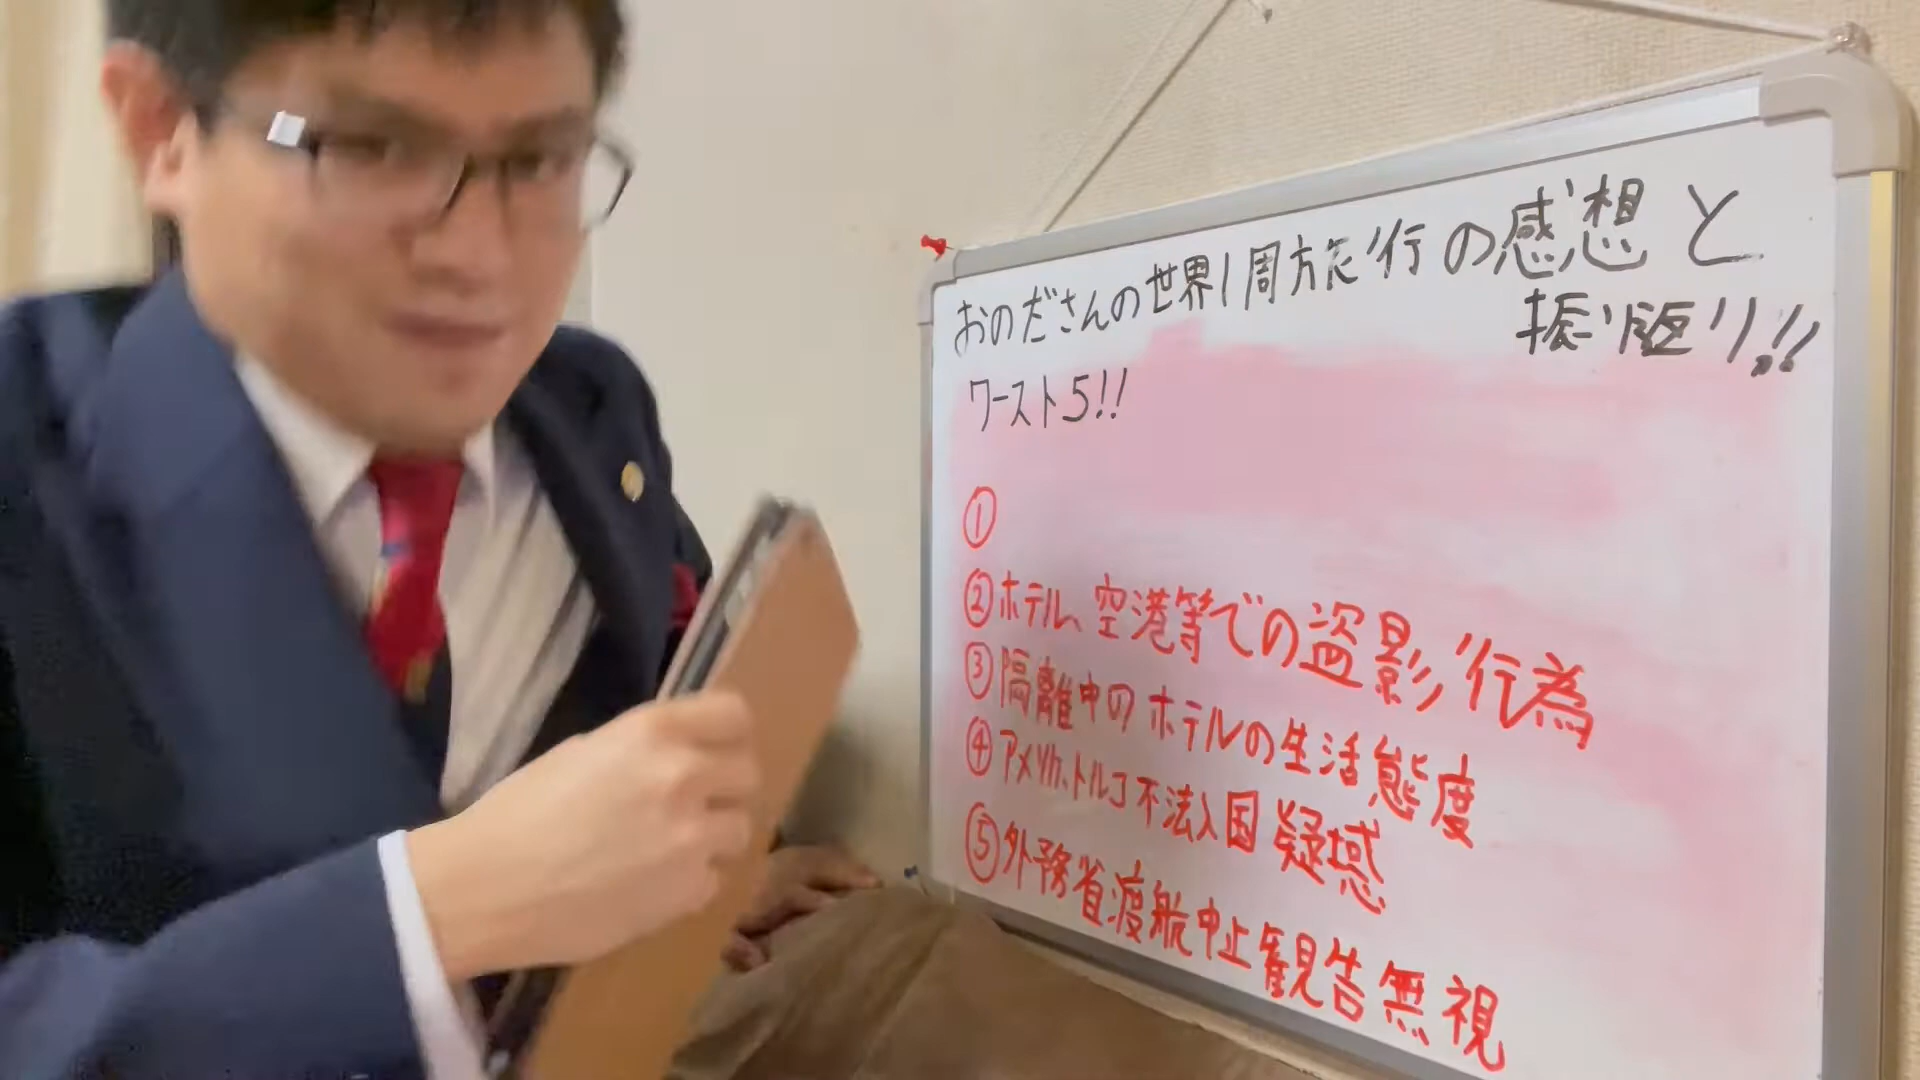 おのださんの世界1周旅行の感想と
振り返り!!
ワースト5!!
①
②ホテル、空港等での盗影行為
③隔離中のホテルの生活態度
④アメリカ、トルコ不法入国疑惑
⑤外務省渡航中止観告無視